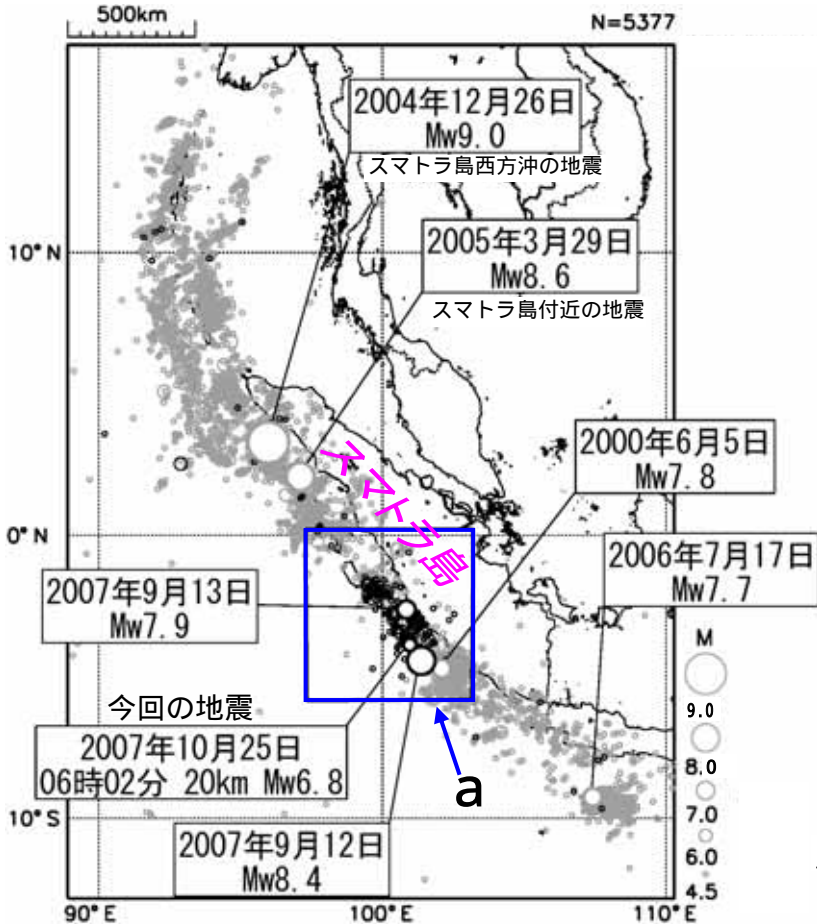 500km
N=5377
2004年12月26日
Mw9.0
スマトラ島西方沖の地震
10°N
2005年3月29日
Mw8.6
スマトラ島付近の地震
2000年6月5日
Mw7.8
スマトラ島
0°N
2006年7月17日
Mw7.7
2007年9月13日
Mw7.9
M
9.0
8.0
7.0
6.0
4.5
今回の地震
2007年10月25日
06時02分 20km Mw6.8
a
10°S
2007年9月12日
Mw8.4
90°E
100°E
110°E